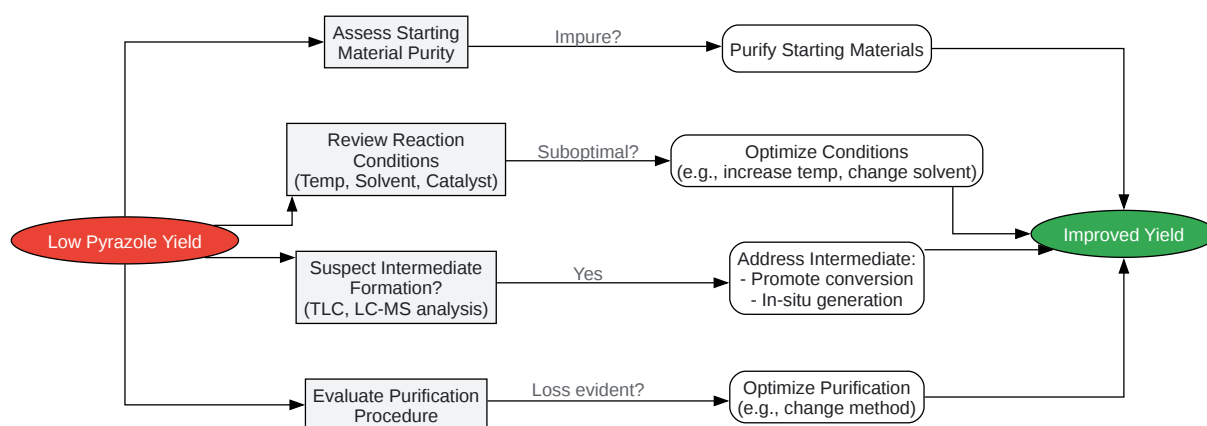 Assess Starting
Material Purity
Impure?
Purify Starting Materials
Review Reaction
Conditions
(Temp, Solvent, Catalyst)
Suboptimal?
Optimize Conditions
(e.g., increase temp, change solvent)
Low Pyrazole Yield
Improved Yield
Suspect Intermediate
Formation?
(TLC, LC-MS analysis)
Yes
Address Intermediate:
- Promote conversion
- In-situ generation
Evaluate Purification
Procedure
Loss evident?
Optimize Purification
(e.g., change method)